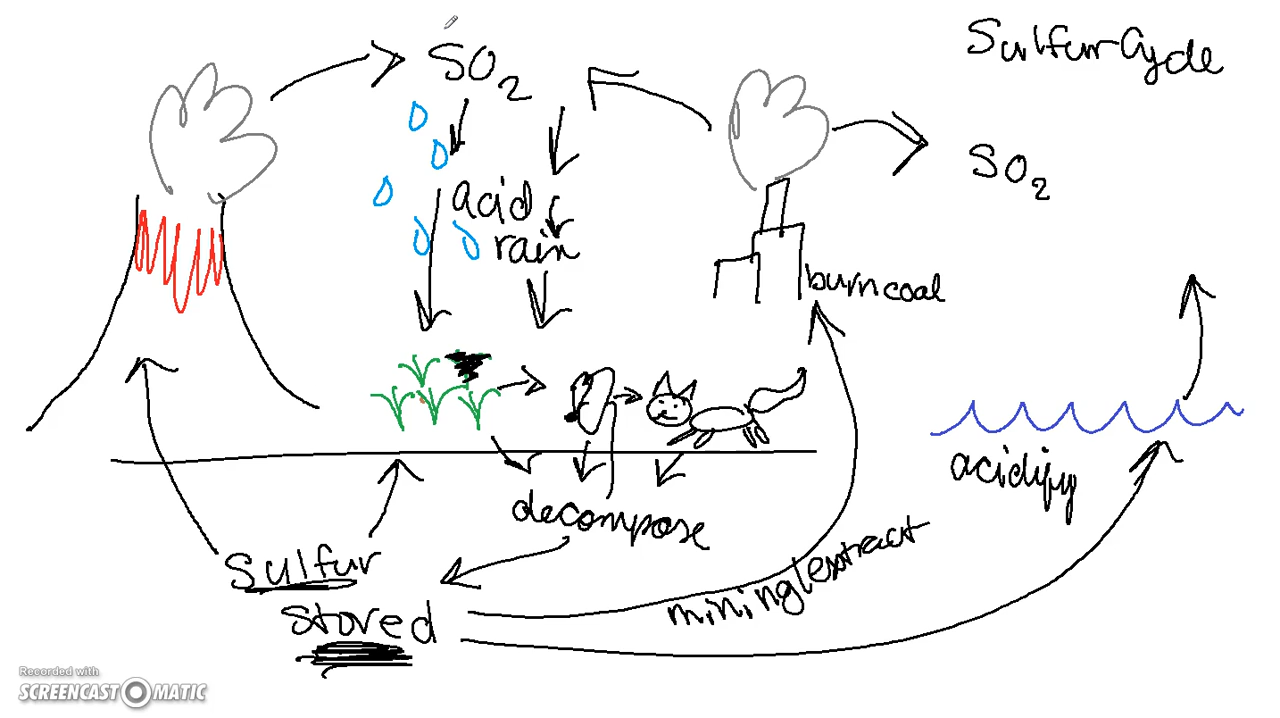 Sulfur Cycle
SO2
SO2
acid
rain
burn coal
acidify
decompose
Sulfur
stored
mining/extract
Recorded with
SCREENCAST MATIC